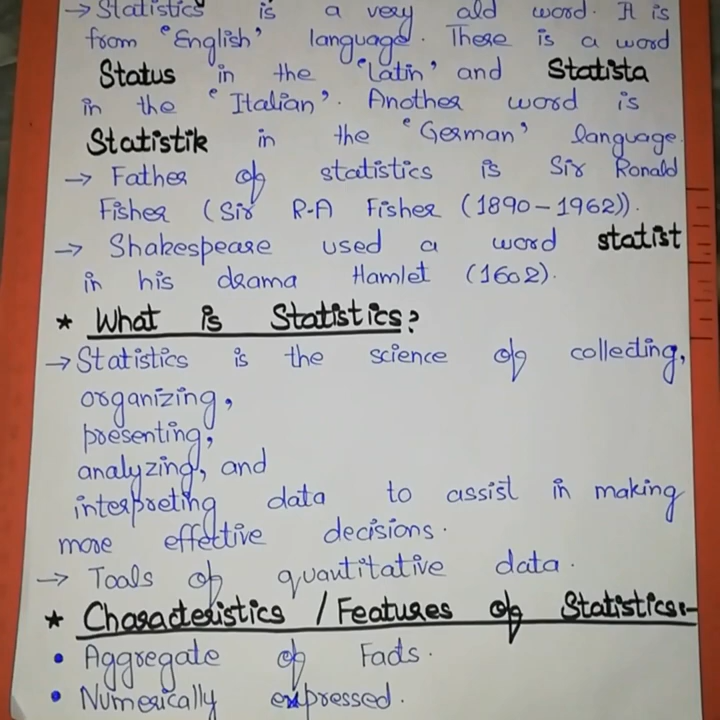 → Statistics is a very old word. It is
from "English" language. There is a word
Status in the "Latin" and Statista
in the "Italian". Another word is
Statistik in the "German" language.
→ Father of statistics is Sir Ronald
Fisher (Sir R-A Fisher (1890-1962)).
→ Shakespeare used a word statist
in his drama Hamlet (1602).
* What is Statistics?
→ Statistics is the science of collecting,
organizing,
presenting,
analyzing, and
interpreting data to assist in making
more effective decisions.
→ Tools of quantitative data.
* Characteristics / Features of Statistics:-
• Aggregate of Facts.
• Numerically expressed.